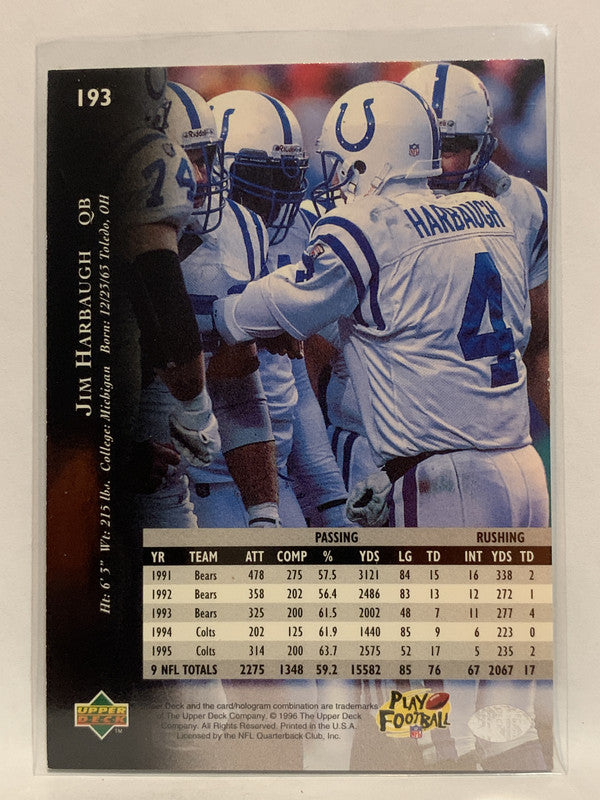 193
JIM HARBAUGH QB
Ht: 6' 3" Wt: 215 lbs. College: Michigan Born: 12/23/63 Toledo, OH
74
Riddell
Riddell
NFL
HARBAUGH
4
PASSING RUSHING
YR TEAM ATT COMP % YDS LG TD INT YDS TD
1991 Bears 478 275 57.5 3121 84 15 16 338 2
1992 Bears 358 202 56.4 2486 83 13 12 272 1
1993 Bears 325 200 61.5 2002 48 7 11 277 4
1994 Colts 202 125 61.9 1440 85 9 6 223 0
1995 Colts 314 200 63.7 2575 52 17 5 235 2
9 NFL TOTALS 2275 1348 59.2 15582 85 76 67 2067 17
UPPER DECK
TM
per Deck and the card/hologram combination are trademarks
of The Upper Deck Company. © 1996 The Upper Deck
Company. All Rights Reserved. Printed in the U.S.A.
Licensed by the NFL Quarterback Club, Inc.
PLAY FOOTBALL
NFL